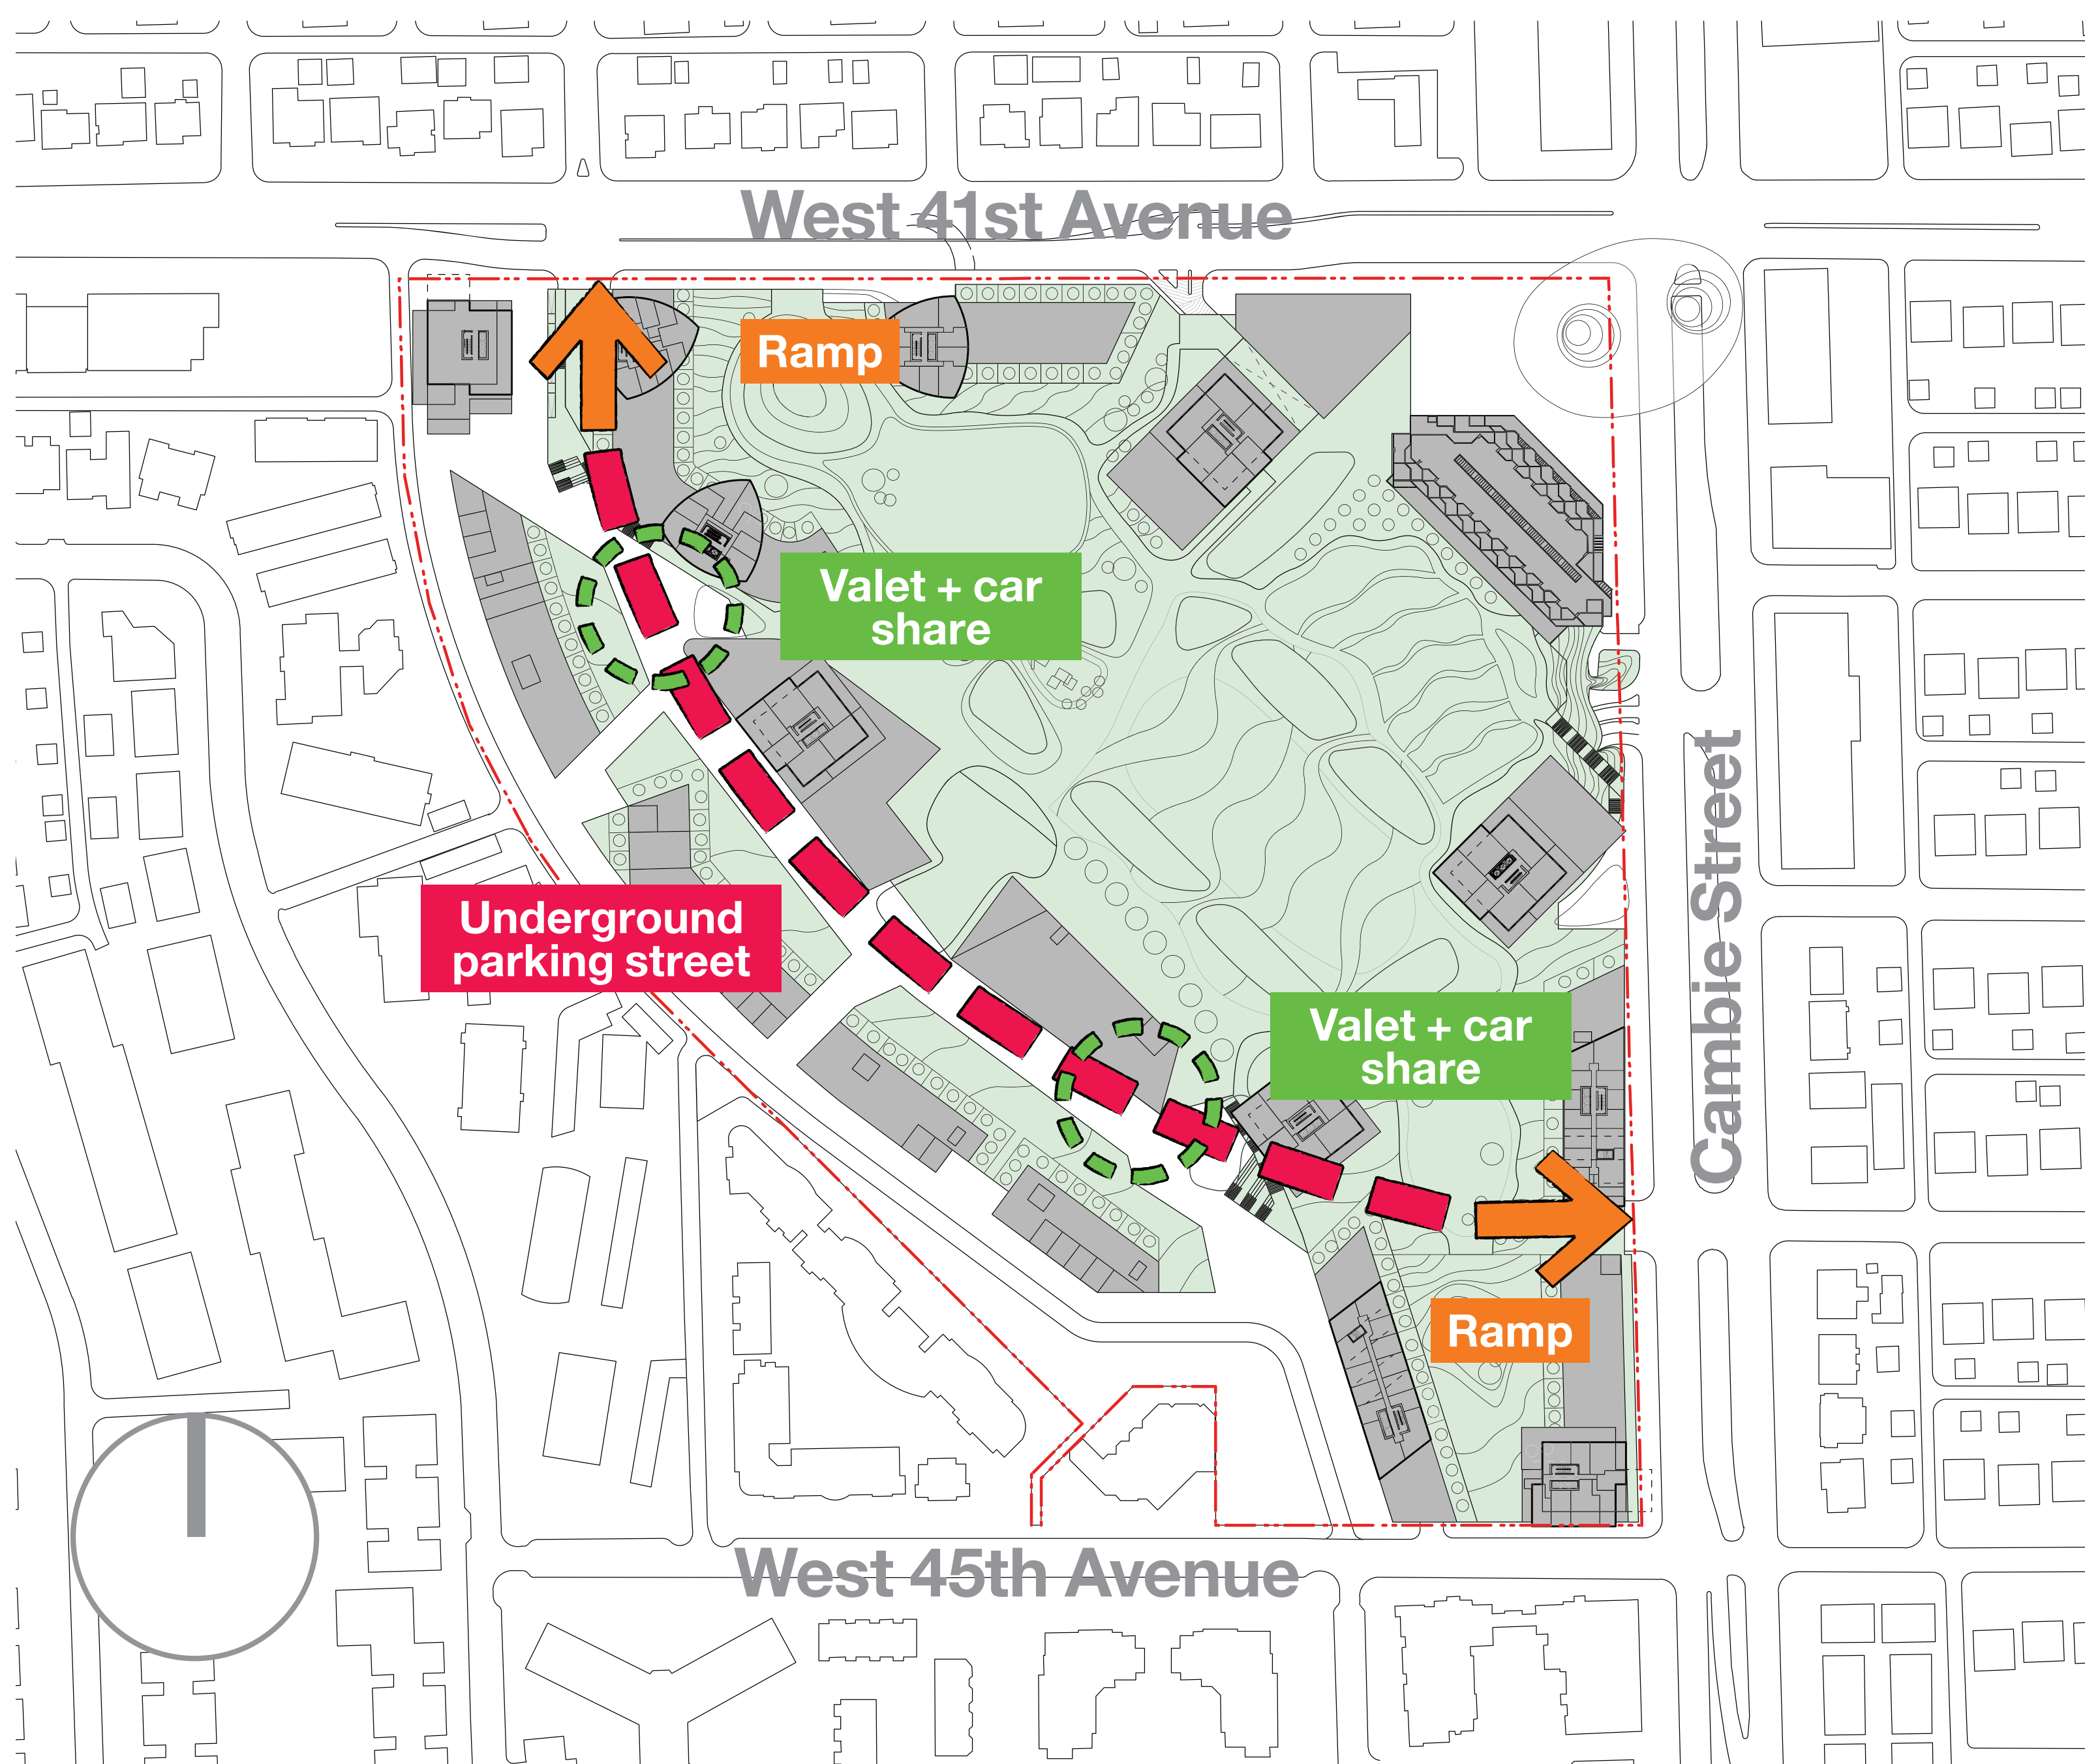 West 41st Avenue
Ramp
Valet + car
share
Underground
parking street
Valet + car
share
Cambie Street
Ramp
West 45th Avenue